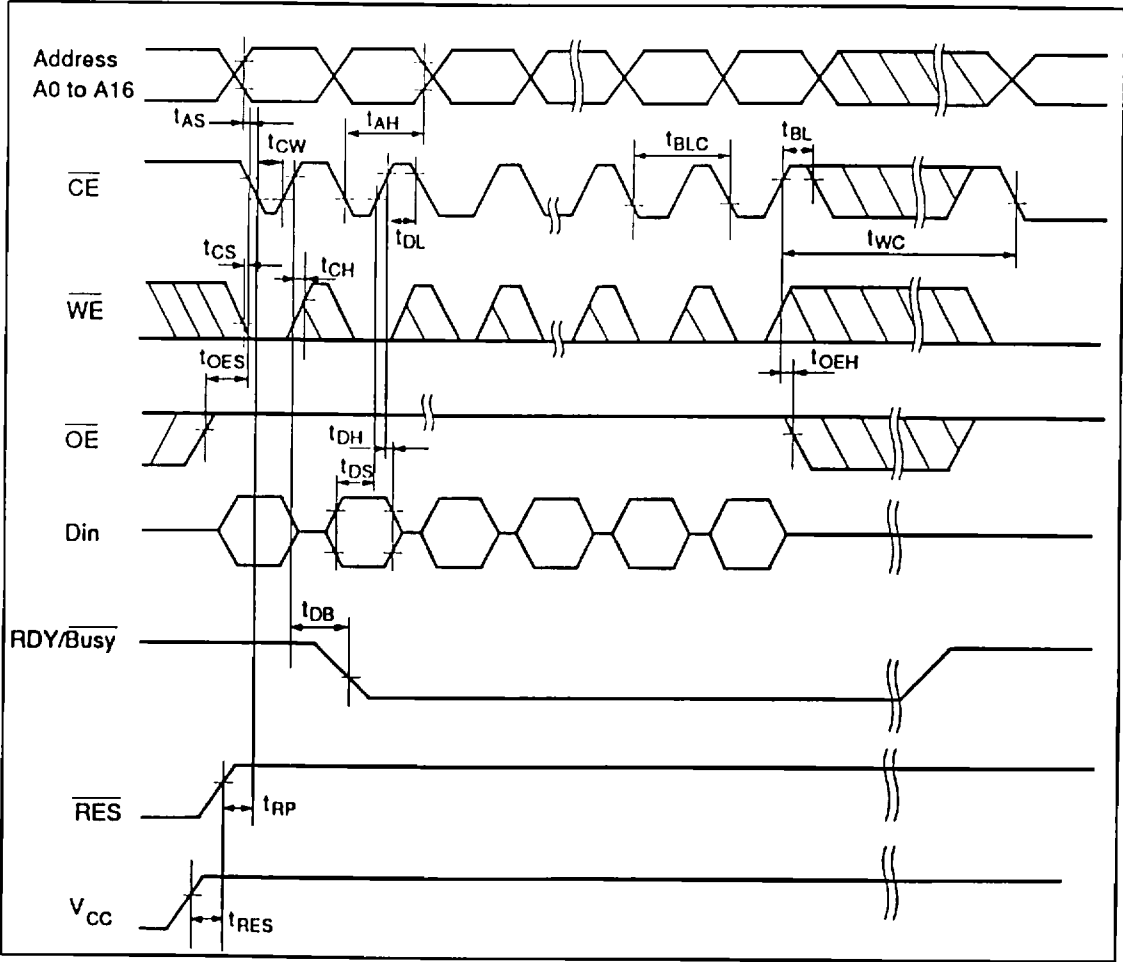 Address
A0 to A16
tAS
tAH
tBLC
tBL
tCW
CE
tDL
tWC
tCS
tCH
WE
tOES
tOEH
OE
tDH
tDS
Din
tDB
RDY/Busy
RES
tRP
VCC
tRES